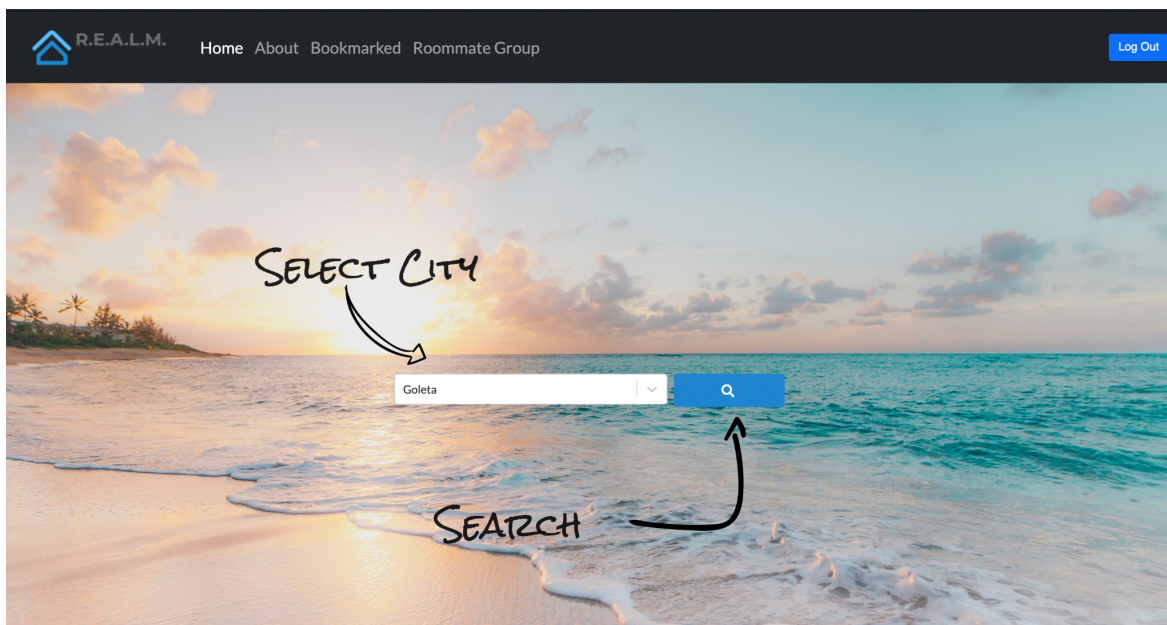 R.E.A.L.M.
Home About Bookmarked Roommate Group
Log Out
Select City
Goleta
Search